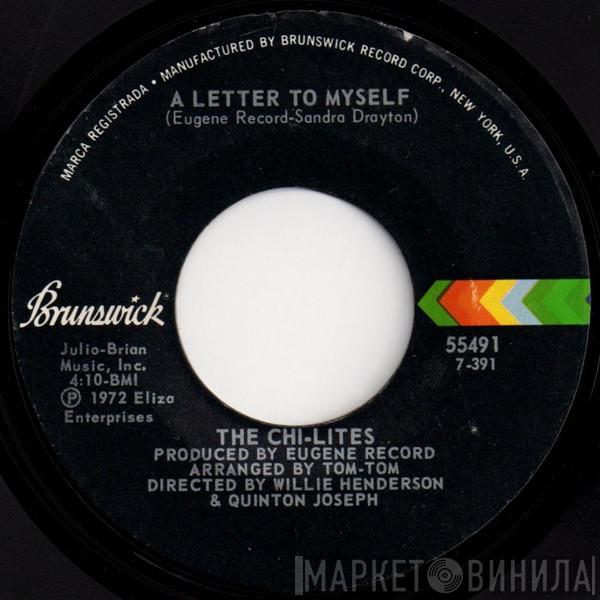 MARCA REGISTRADA • MANUFACTURED BY BRUNSWICK RECORD CORP., NEW YORK, U.S.A.
A LETTER TO MYSELF
(Eugene Record-Sandra Drayton)
Brunswick
55491
7-391
Julio-Brian
Music, Inc.
4:10-BMI
Ⓟ 1972 Eliza
Enterprises
THE CHI-LITES
PRODUCED BY EUGENE RECORD
ARRANGED BY TOM-TOM
DIRECTED BY WILLIE HENDERSON
& QUINTON JOSEPH
МАРКЕТ ВИНИЛА